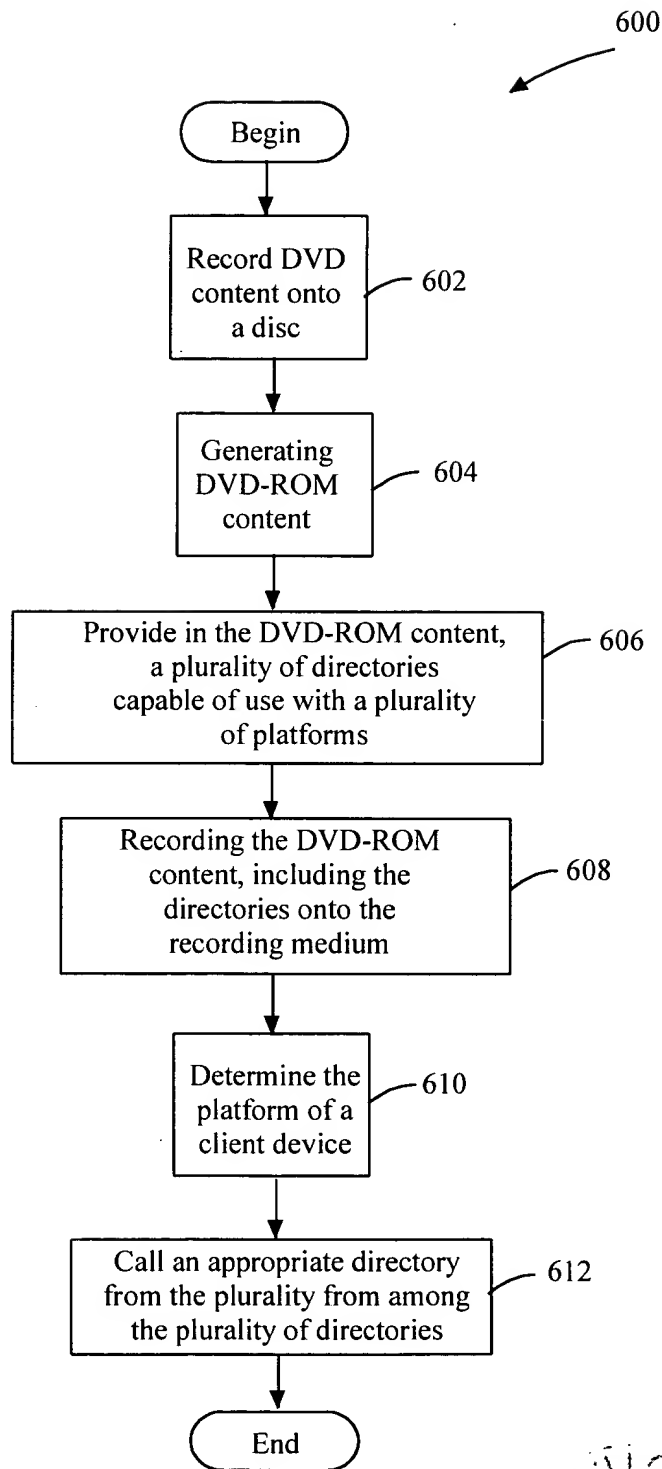 600
Begin
Record DVD
content onto
a disc
602
Generating
DVD-ROM
content
604
Provide in the DVD-ROM content,
a plurality of directories
capable of use with a plurality
of platforms
606
Recording the DVD-ROM
content, including the
directories onto the
recording medium
608
Determine the
platform of a
client device
610
Call an appropriate directory
from the plurality from among
the plurality of directories
612
End